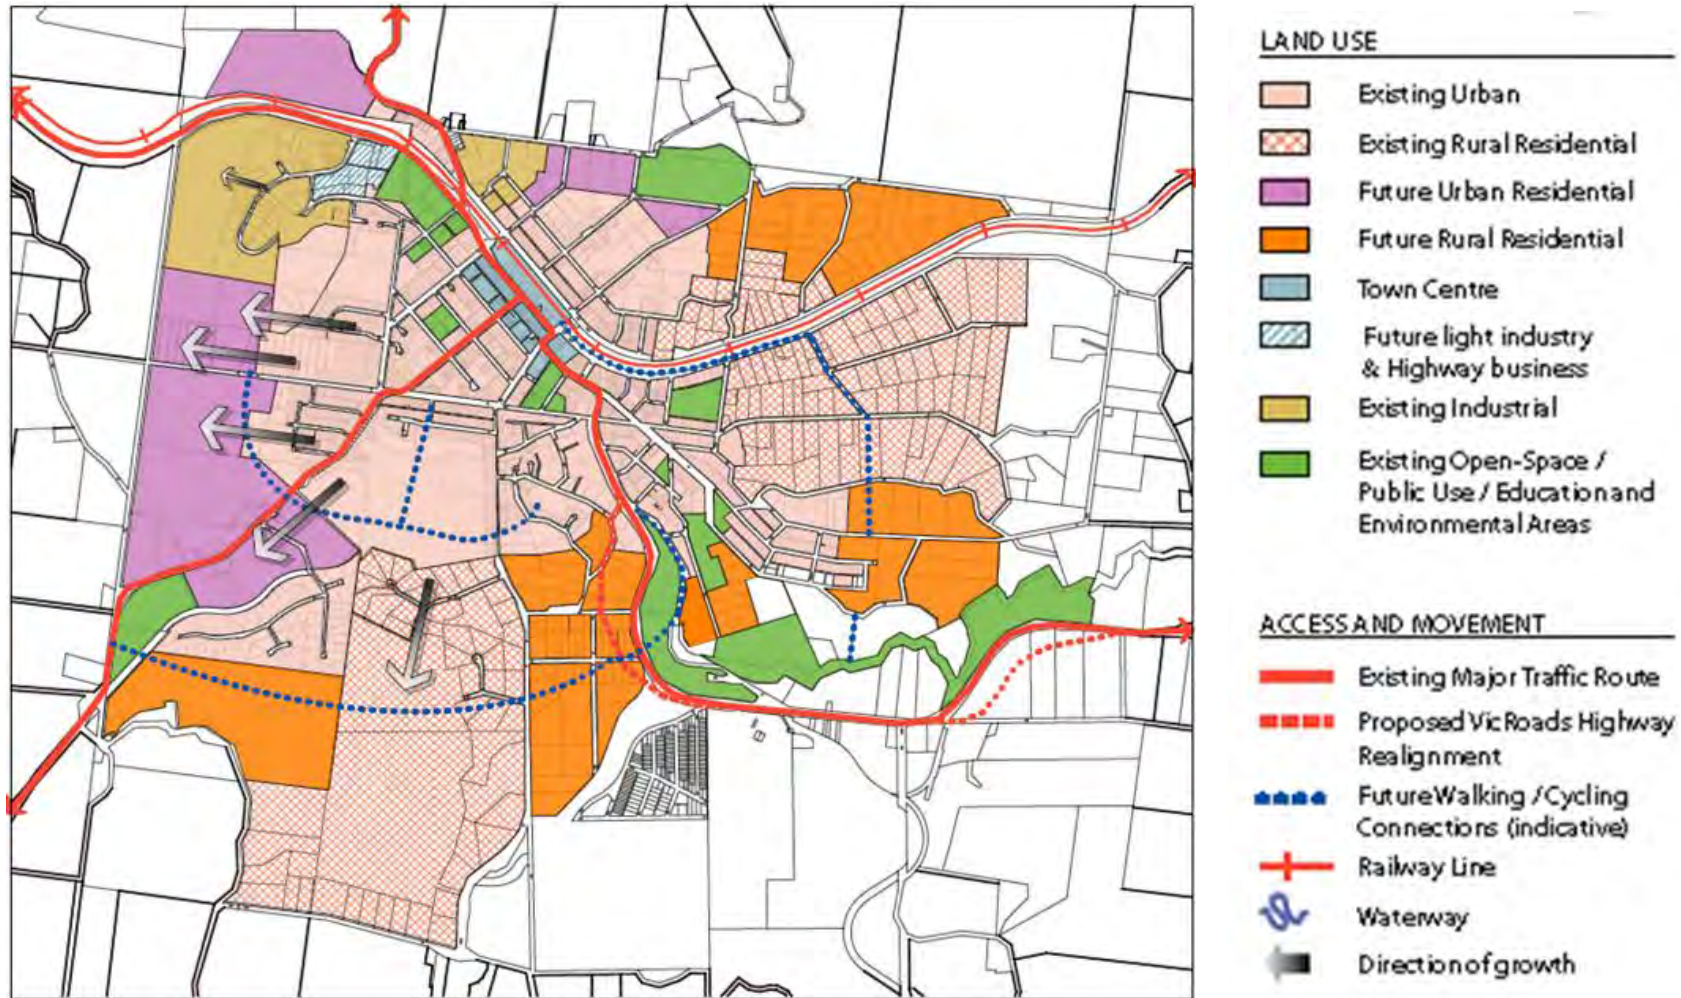 LAND USE
Existing Urban
Existing Rural Residential
Future Urban Residential
Future Rural Residential
Town Centre
Future light industry
& Highway business
Existing Industrial
Existing Open-Space /
Public Use / Education and
Environmental Areas
ACCESS AND MOVEMENT
Existing Major Traffic Route
Proposed VicRoads Highway
Realignment
Future Walking / Cycling
Connections (indicative)
Railway Line
Waterway
Direction of growth